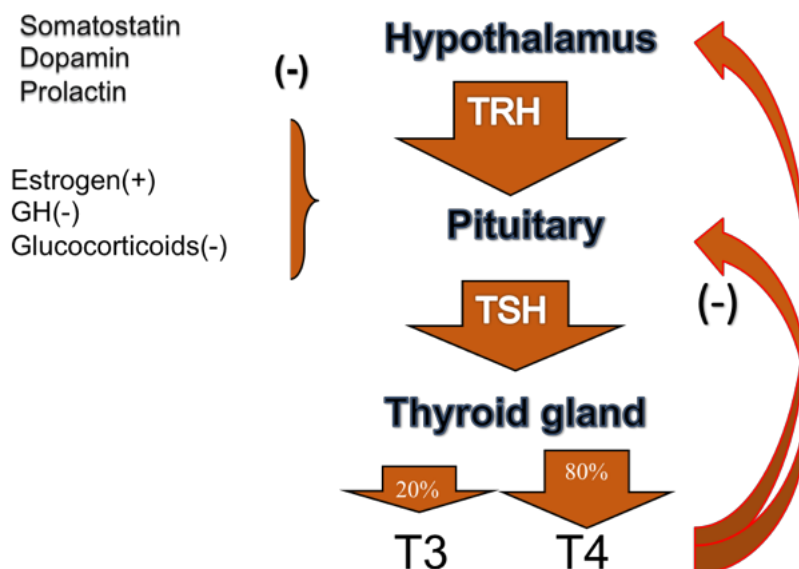 Somatostatin
Dopamin
Prolactin
(-)
Hypothalamus
TRH
Estrogen(+)
GH(-)
Glucocorticoids(-)
Pituitary
TSH
(-)
Thyroid gland
20%
80%
T3
T4